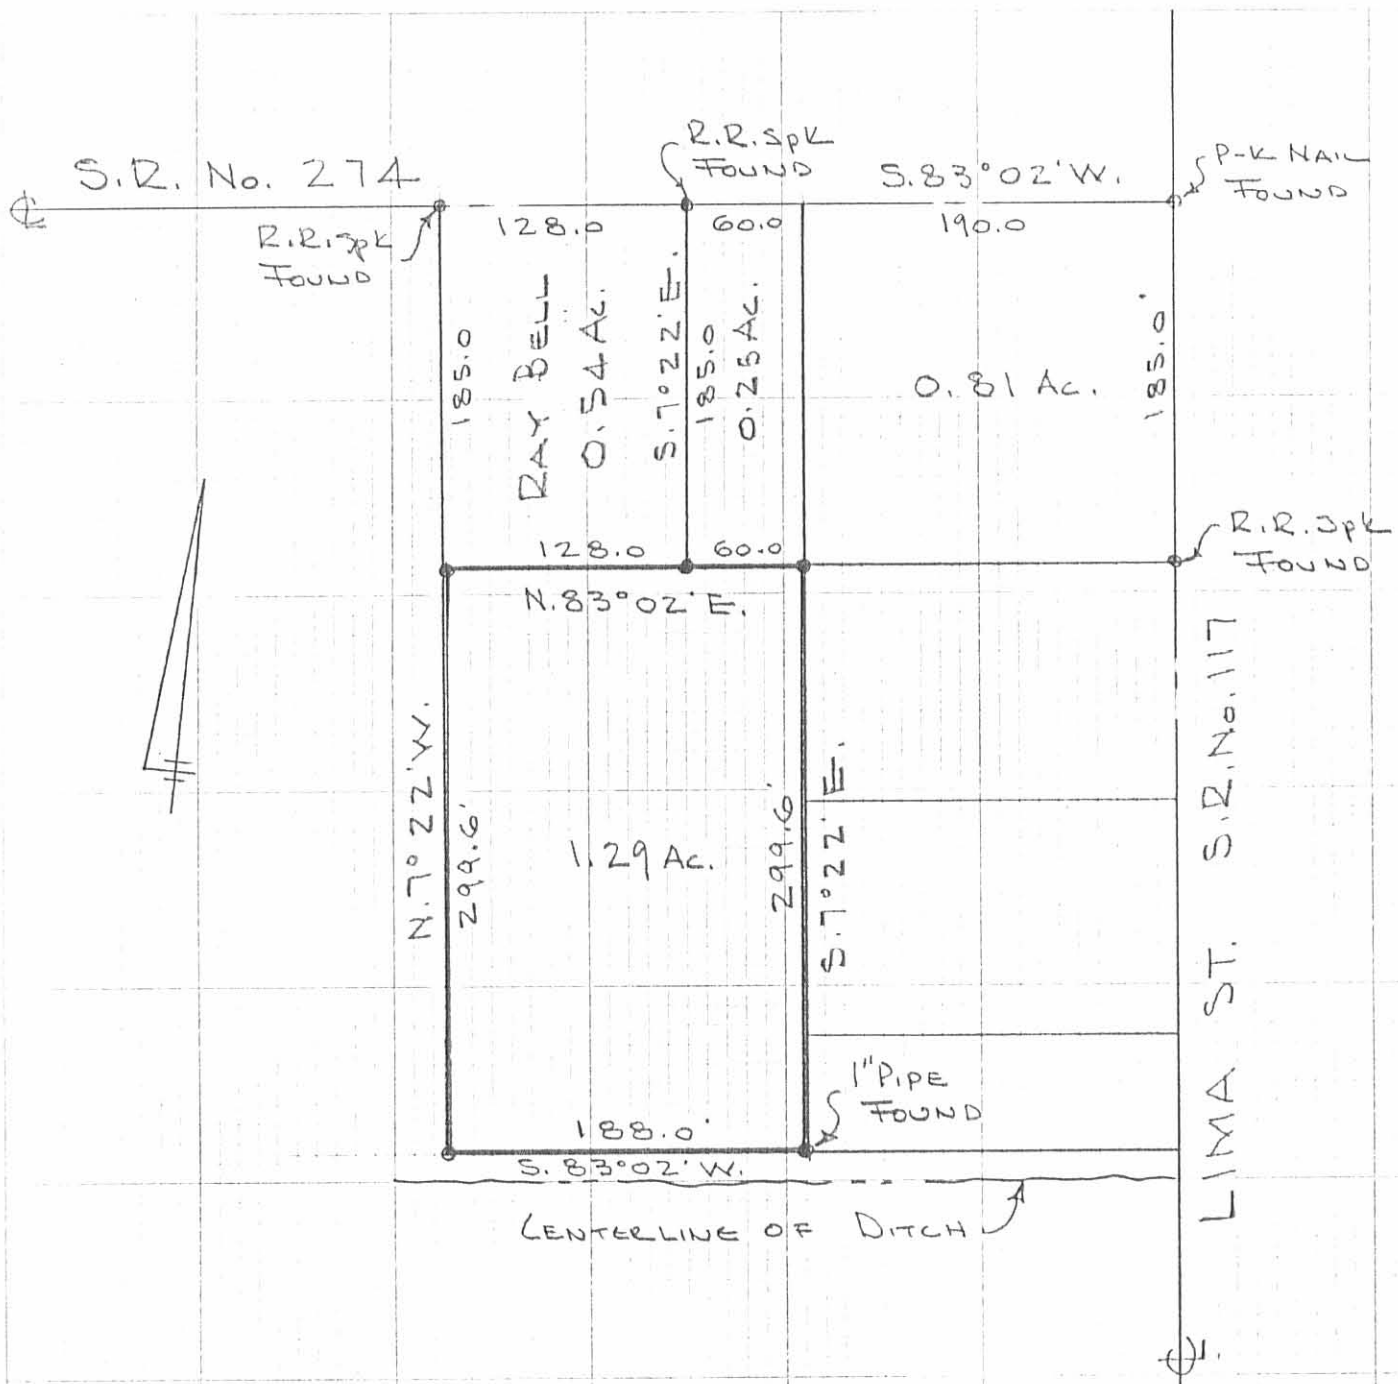 S.R. No. 274
R.R. Spk
FOUND
S. 83° 02' W.
P-K NAIL
FOUND
R.R. Spk
FOUND
128.0
60.0
190.0
185.0
RAY BELL
0.54 Ac.
S. 7° 22' E.
185.0
0.25 Ac.
0.81 Ac.
185.0'
128.0
60.0
N. 83° 02' E.
R.R. Spk
FOUND
N. 7° 22' W.
299.6'
1.29 Ac.
299.6'
S. 7° 22' E.
LIMA ST. S.R. No. 117
1" PIPE
FOUND
188.0'
S. 83° 02' W.
CENTERLINE OF DITCH